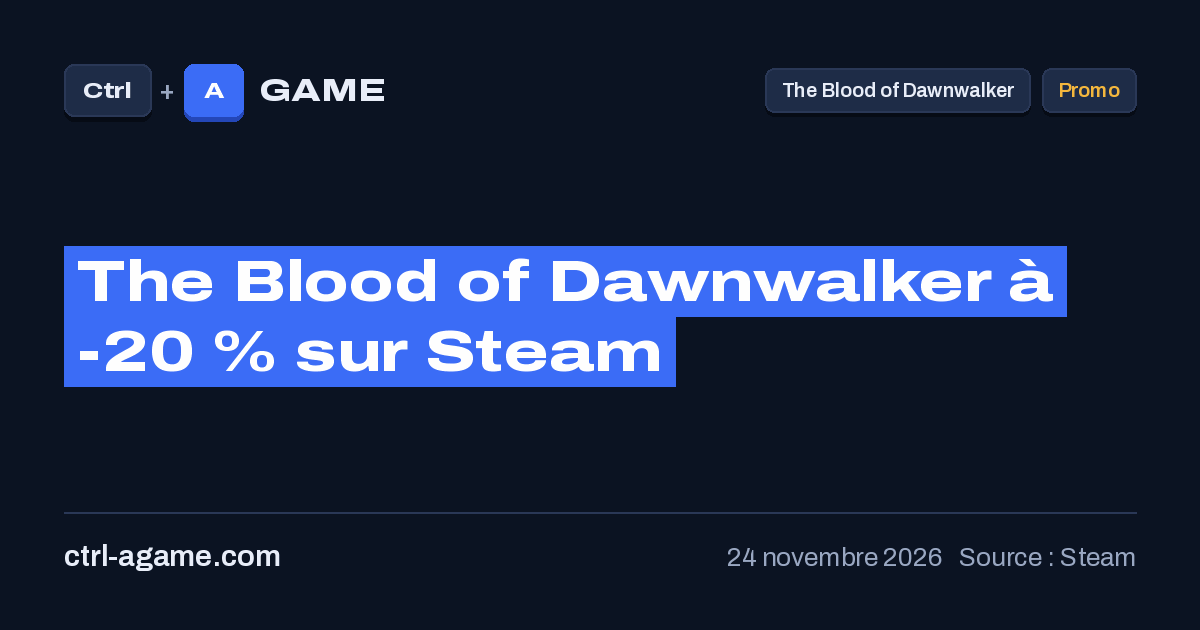 Ctrl + A GAME
The Blood of Dawnwalker Promo
The Blood of Dawnwalker à
-20 % sur Steam
ctrl-agame.com
24 novembre 2026 Source : Steam